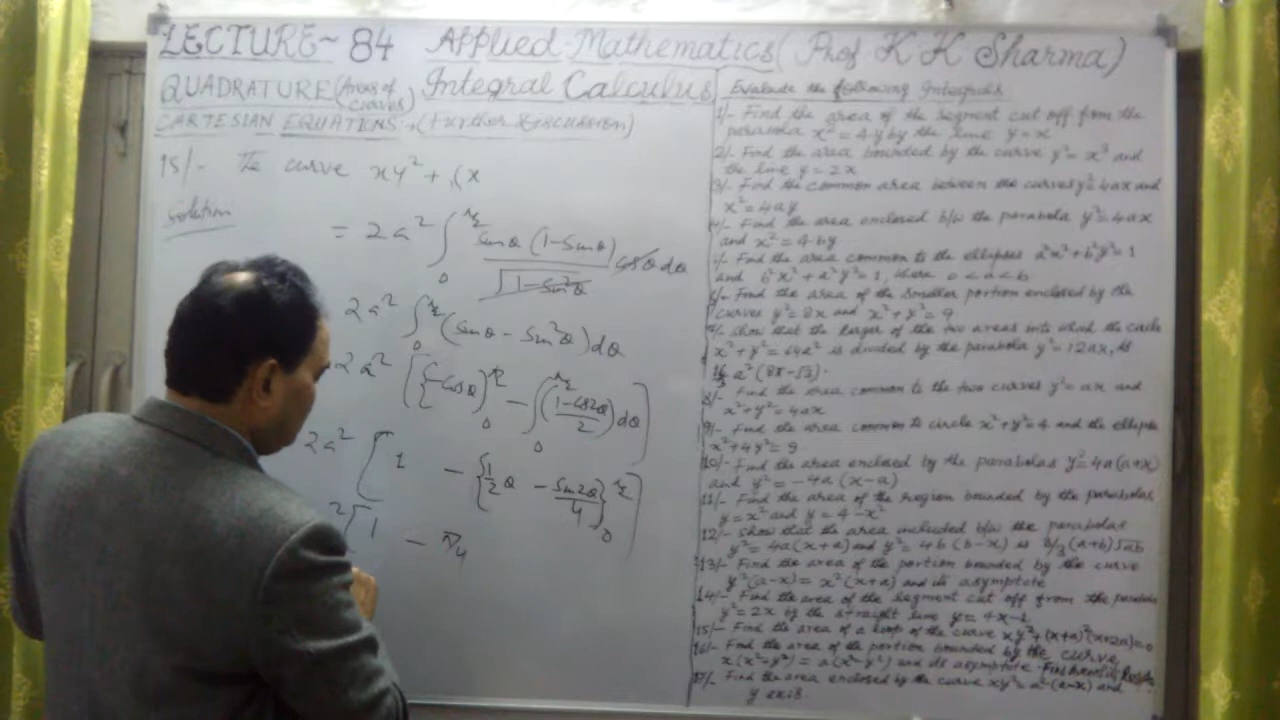 LECTURE - 84 Applied Mathematics ( Prof K K Sharma )
QUADRATURE (Areas of curves) Integral Calculus
CARTESIAN EQUATIONS (Further Discussion)
15/- The curve xy² + (x
Solution
= 2a² ∫₀^π/2 sinθ (1-sinθ) / √1-sin²θ cosθ dθ
2a² ∫₀^π/2 (sinθ - sin²θ) dθ
2a² [{-cosθ}₀^π/2 - ∫₀^π/2 (1-cos2θ / 2) dθ]
2a² [1 - {1/2 θ - sin2θ / 4}₀^π/2]
² [1 - π/4
Evaluate the following Integrals
1/- Find the area of the segment cut off from the
parabola x² = 4y by the line y = x
2/- Find the area bounded by the curve y² = x³ and
the line y = 2x
3/- Find the common area between the curves y² = 4ax and
x² = 4ay
4/- Find the area enclosed b/w the parabola y² = 4ax
and x² = 4by
/- Find the area common to the ellipses a²x² + b²y² = 1
and b²x² + a²y² = 1, where 0 < a < b
6/- Find the area of the smaller portion enclosed by the
curves y² = 8x and x² + y² = 9
7/- Show that the larger of the two areas into which the circle
x² + y² = 64a² is divided by the parabola y² = 12ax, is
16/3 a² (8π - √3).
8/- Find the area common to the two curves y² = ax and
x² + y² = 4ax
9/- Find the area common to circle x² + y² = 4 and the ellipse
x² + 4y² = 9
10/- Find the area enclosed by the parabolas y² = 4a (a+x)
and y² = -4a (x-a)
11/- Find the area of the region bounded by the parabolas
y = x² and y = 4 - x²
12/- Show that the area included b/w the parabolas
y² = 4a (x+a) and y² = 4b (b-x) is 8/3 (a+b) √ab
13/- Find the area of the portion bounded by the curve
y² (a-x) = x² (x+a) and its asymptote
14/- Find the area of the segment cut off from the parabola
y² = 2x by the straight line y = 4x-1
15/- Find the area of a loop of the curve xy² + (x+a)² (x+2a) = 0
16/- Find the area of the portion bounded by the curve
x (x² - y²) = a (x² - y²) and its asymptote
17/- Find the area enclosed by the curve xy² = a² (a-x) and
y axis